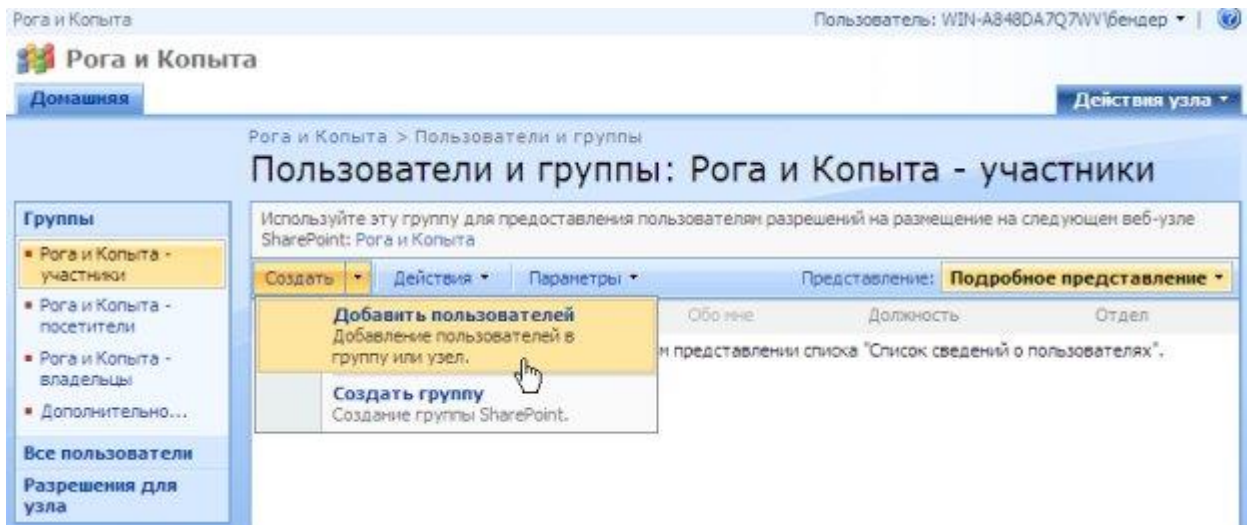 Рога и Копыта
Пользователь: WIN-A848DA7Q7WV\бендер
Рога и Копыта
Домашняя
Действия узла
Рога и Копыта > Пользователи и группы
Пользователи и группы: Рога и Копыта - участники
Группы
Рога и Копыта -
участники
Рога и Копыта -
посетители
Рога и Копыта -
владельцы
Дополнительно...
Все пользователи
Разрешения для
узла
Используйте эту группу для предоставления пользователям разрешений на размещение на следующем веб-узле
SharePoint: Рога и Копыта
Создать Действия Параметры Представление: Подробное представление
Обо мне Должность Отдел
м представлении списка "Список сведений о пользователях".
Добавить пользователей
Добавление пользователей в
группу или узел.
Создать группу
Создание группы SharePoint.